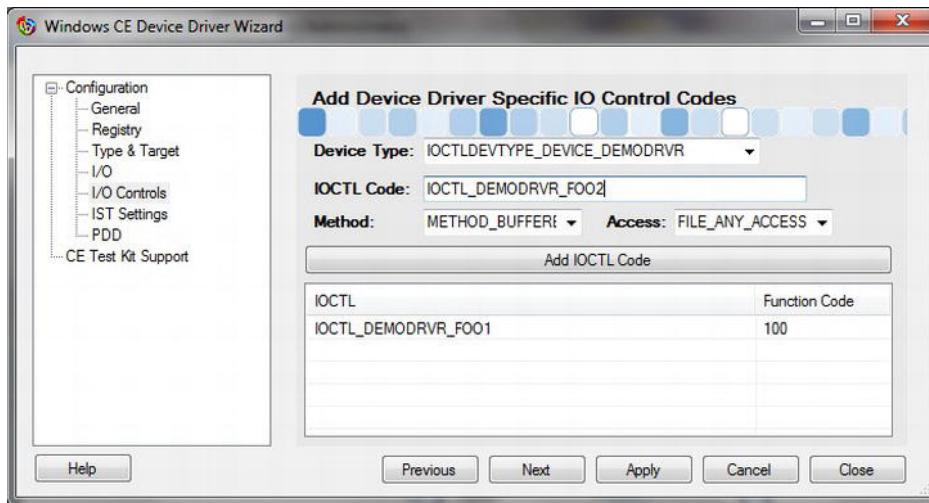 Windows CE Device Driver Wizard
Configuration
General
Registry
Type & Target
I/O
I/O Controls
IST Settings
PDD
CE Test Kit Support
Add Device Driver Specific IO Control Codes
Device Type: IOCTLDEVTYPE_DEVICE_DEMODRVR
IOCTL Code: IOCTL_DEMODRVR_FOO2
Method: METHOD_BUFFERE Access: FILE_ANY_ACCESS
Add IOCTL Code
IOCTL Function Code
IOCTL_DEMODRVR_FOO1 100
Help Previous Next Apply Cancel Close